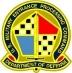 U.S. MILITARY ENTRANCE PROCESSING COMMAND
DEPARTMENT OF DEFENSE